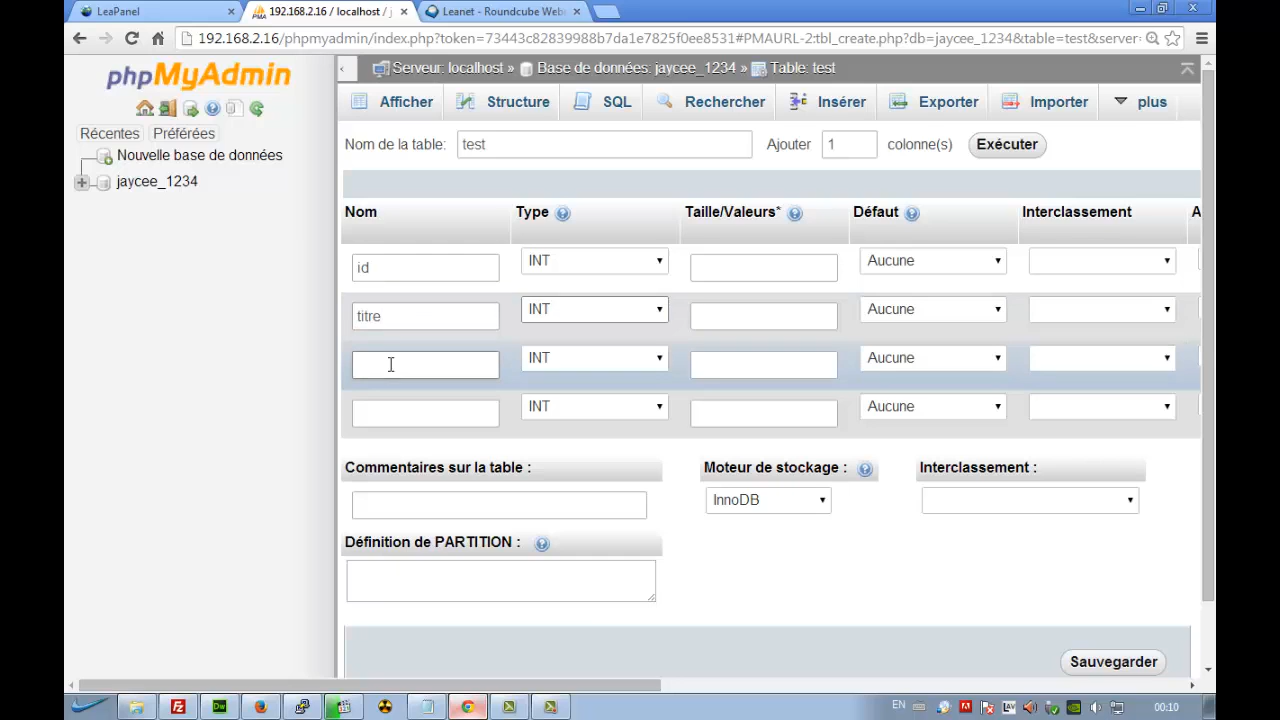 LeaPanel
192.168.2.16 / localhost / j
Leanet - Roundcube Web
192.168.2.16/phpmyadmin/index.php?token=73443c82839988b7da1e7825f0ee8531#PMAURL-2:tbl_create.php?db=jaycee_1234&table=test&server=
phpMyAdmin
Récentes Préférées
Nouvelle base de données
jaycee_1234
Serveur: localhost » Base de données: jaycee_1234 » Table: test
Afficher Structure SQL Rechercher Insérer Exporter Importer plus
Nom de la table: test Ajouter 1 colonne(s) Exécuter
Nom Type Taille/Valeurs* Défaut Interclassement A
id INT Aucune
titre INT Aucune
INT Aucune
INT Aucune
Commentaires sur la table : Moteur de stockage : Interclassement :
InnoDB
Définition de PARTITION :
Sauvegarder
EN 00:10